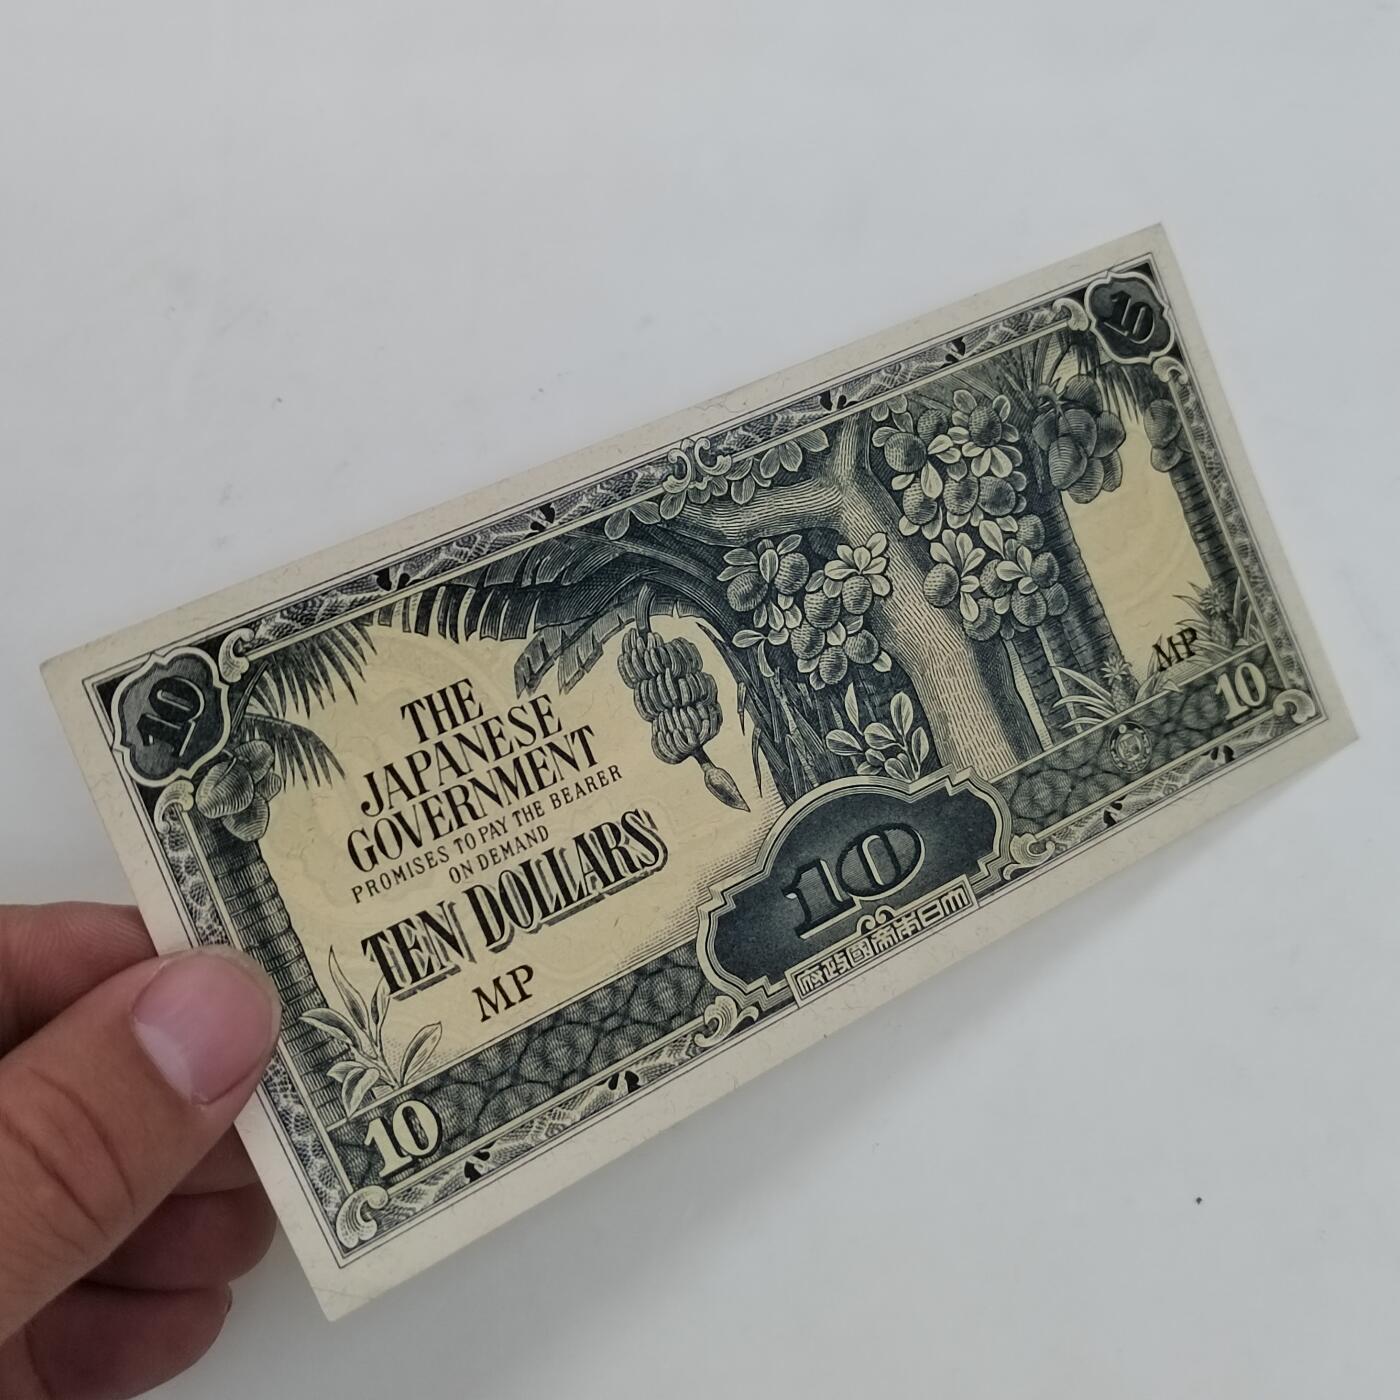 10
10
THE
JAPANESE
GOVERNMENT
PROMISES TO PAY THE BEARER
ON DEMAND
TEN DOLLARS
MP
MP
10
10
10
府政國帝本日大